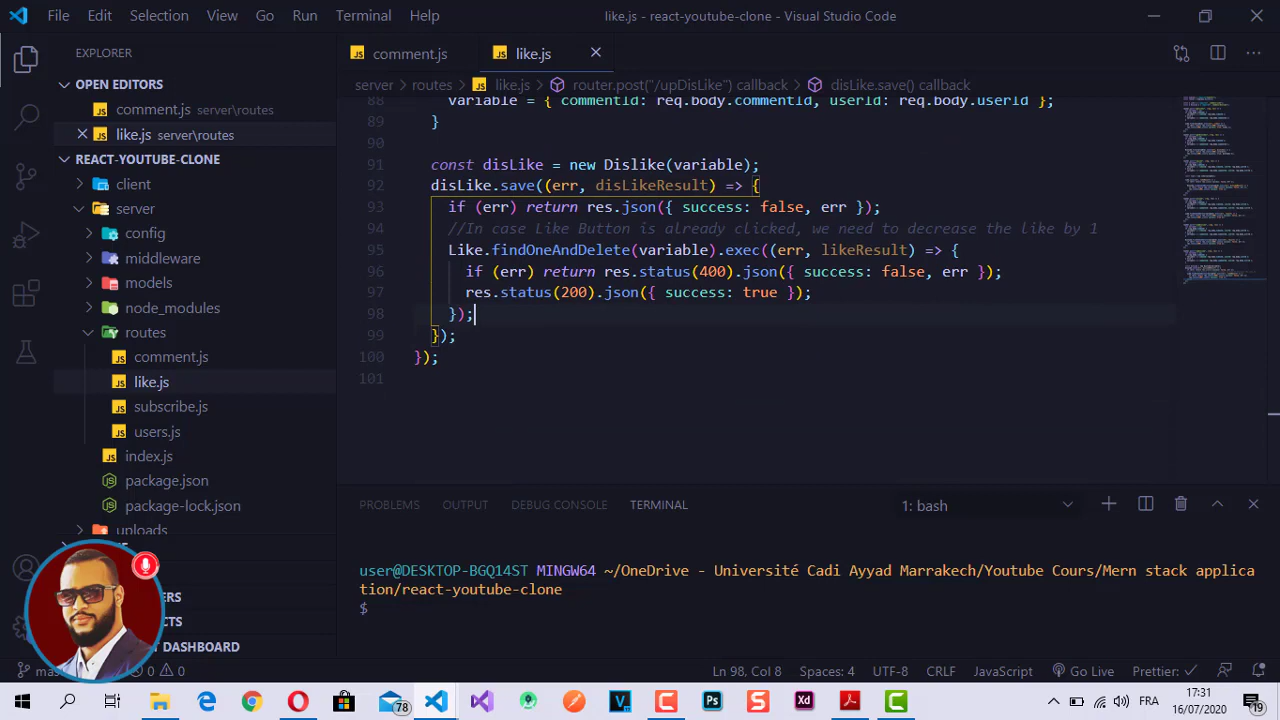 File Edit Selection View Go Run Terminal Help like.js - react-youtube-clone - Visual Studio Code
EXPLORER
OPEN EDITORS
comment.js server\routes
like.js server\routes
REACT-YOUTUBE-CLONE
client
server
config
middleware
models
node_modules
routes
comment.js
like.js
subscribe.js
users.js
index.js
package.json
package-lock.json
uploads
DASHBOARD
comment.js like.js
server routes like.js router.post("/upDisLike") callback disLike.save() callback
88 variable = { commentId: req.body.commentId, userId: req.body.userId };
89 }
90
91 const disLike = new Dislike(variable);
92 disLike.save((err, disLikeResult) => {
93 if (err) return res.json({ success: false, err });
94 like button is already clicked, we need to decrease the like by 1
95 Like.findOneAndDelete(variable).exec((err, likeResult) => {
96 if (err) return res.status(400).json({ success: false, err });
97 res.status(200).json({ success: true });
98 });
99 });
100 });
101
PROBLEMS OUTPUT DEBUG CONSOLE TERMINAL 1: bash
user@DESKTOP-BGQ14ST MINGW64 ~/OneDrive - Université Cadi Ayyad Marrakech/Youtube Cours/Mern stack applica
tion/react-youtube-clone
$
0 0 Ln 98, Col 8 Spaces: 4 UTF-8 CRLF JavaScript Go Live Prettier: ✓
78 Ps Xd FRA 17:31
16/07/2020 19